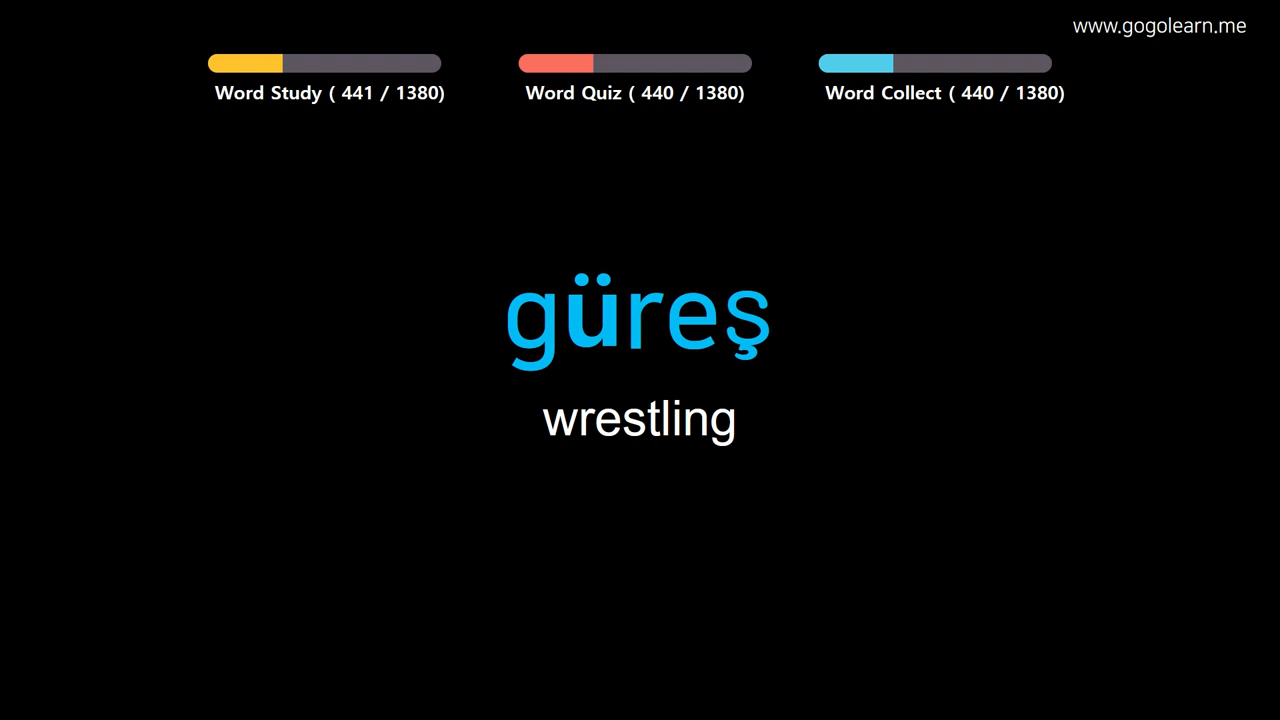 www.gogolearn.me
Word Study ( 441 / 1380)
Word Quiz ( 440 / 1380)
Word Collect ( 440 / 1380)
güreş
wrestling